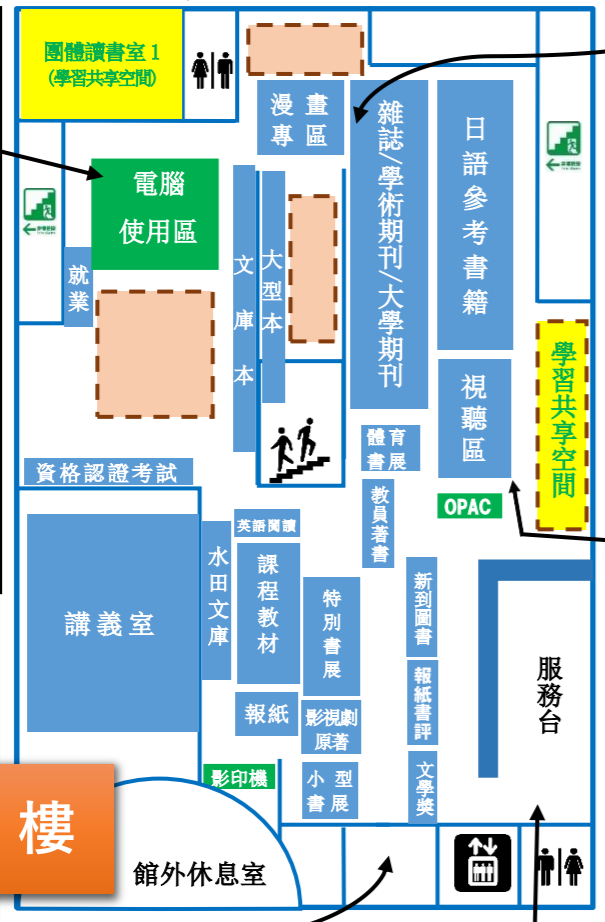 團體讀書室 1
(學習共享空間)
漫畫
專區
雜誌/學術期刊/大學期刊
日語參考書籍
電腦
使用區
文庫本
大型本
就業
學習共享空間
視聽區
體育
書展
資格認證考試
OPAC
教員著書
英語閱讀
水田文庫
課程教材
講義室
特別書展
新到圖書
服務台
報紙書評
報紙
影視劇
原著
影印機
小型
書展
文學獎
樓
館外休息室